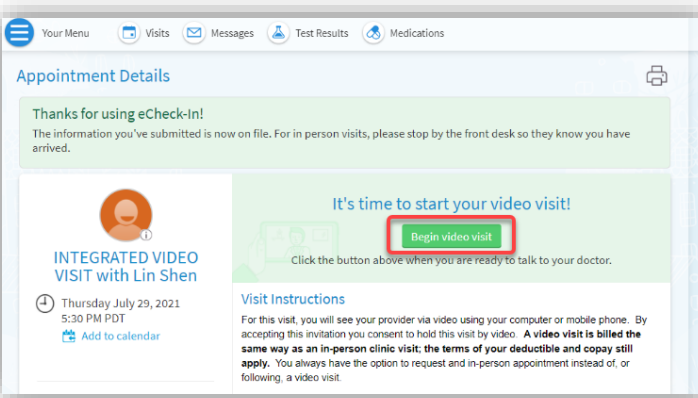 Your Menu Visits Messages Test Results Medications
Appointment Details
Thanks for using eCheck-In!
The information you've submitted is now on file. For in person visits, please stop by the front desk so they know you have
arrived.
INTEGRATED VIDEO
VISIT with Lin Shen
Thursday July 29, 2021
5:30 PM PDT
Add to calendar
It's time to start your video visit!
Begin video visit
Click the button above when you are ready to talk to your doctor.
Visit Instructions
For this visit, you will see your provider via video using your computer or mobile phone. By
accepting this invitation you consent to hold this visit by video. A video visit is billed the
same way as an in-person clinic visit; the terms of your deductible and copay still
apply. You always have the option to request and in-person appointment instead of, or
following, a video visit.